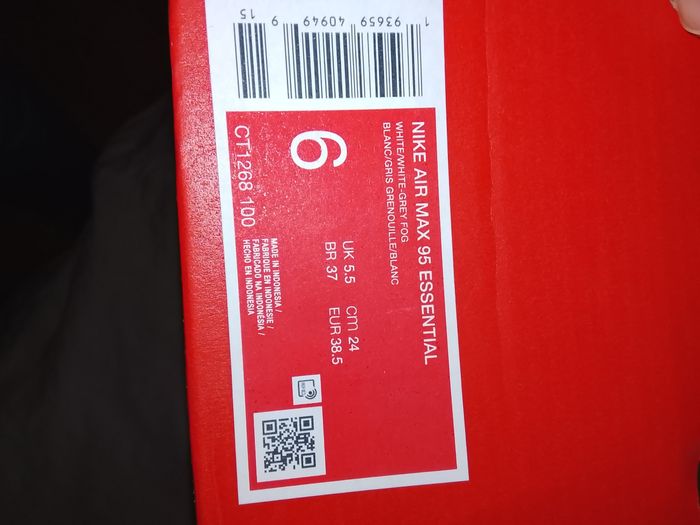 NIKE AIR MAX 95 ESSENTIAL
WHITE/WHITE-GREY FOG
BLANC/GRIS GRENOUILLE/BLANC
6
UK 5.5 cm 24
BR 37 EUR 38.5
CT1268 100
MADE IN INDONESIA /
FABRIQUE EN INDONESIE /
FABRICADO NA INDONÉSIA /
HECHO EN INDONESIA
1 93659 40949 9 15